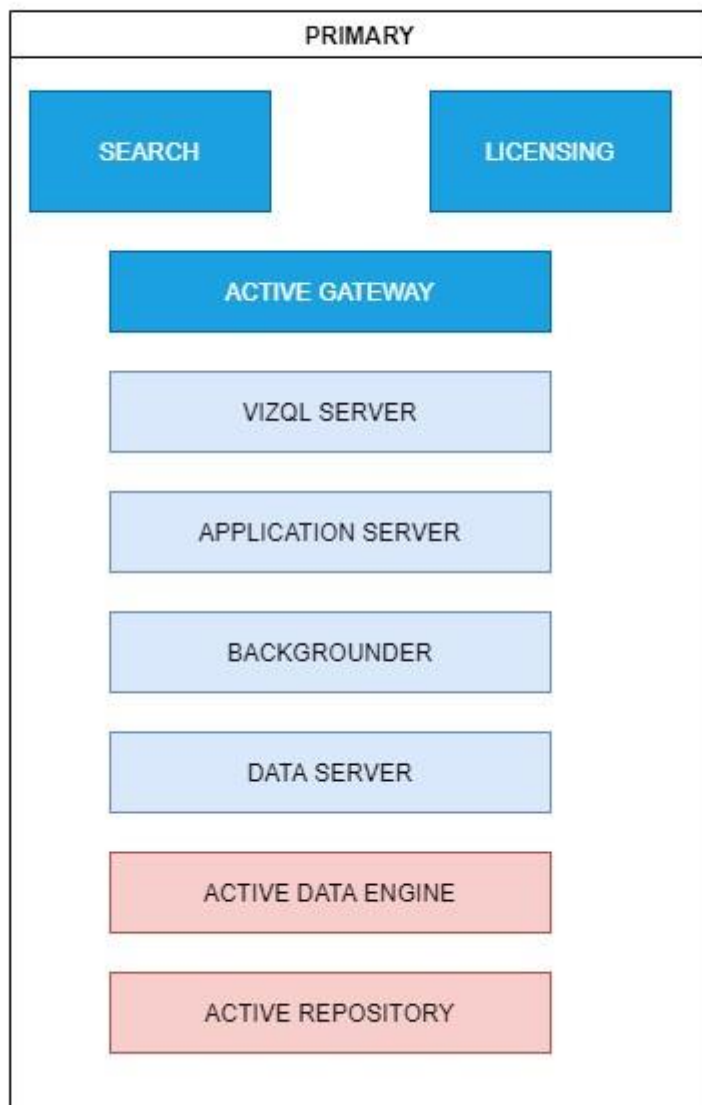 PRIMARY
SEARCH
LICENSING
ACTIVE GATEWAY
VIZQL SERVER
APPLICATION SERVER
BACKGROUNDER
DATA SERVER
ACTIVE DATA ENGINE
ACTIVE REPOSITORY